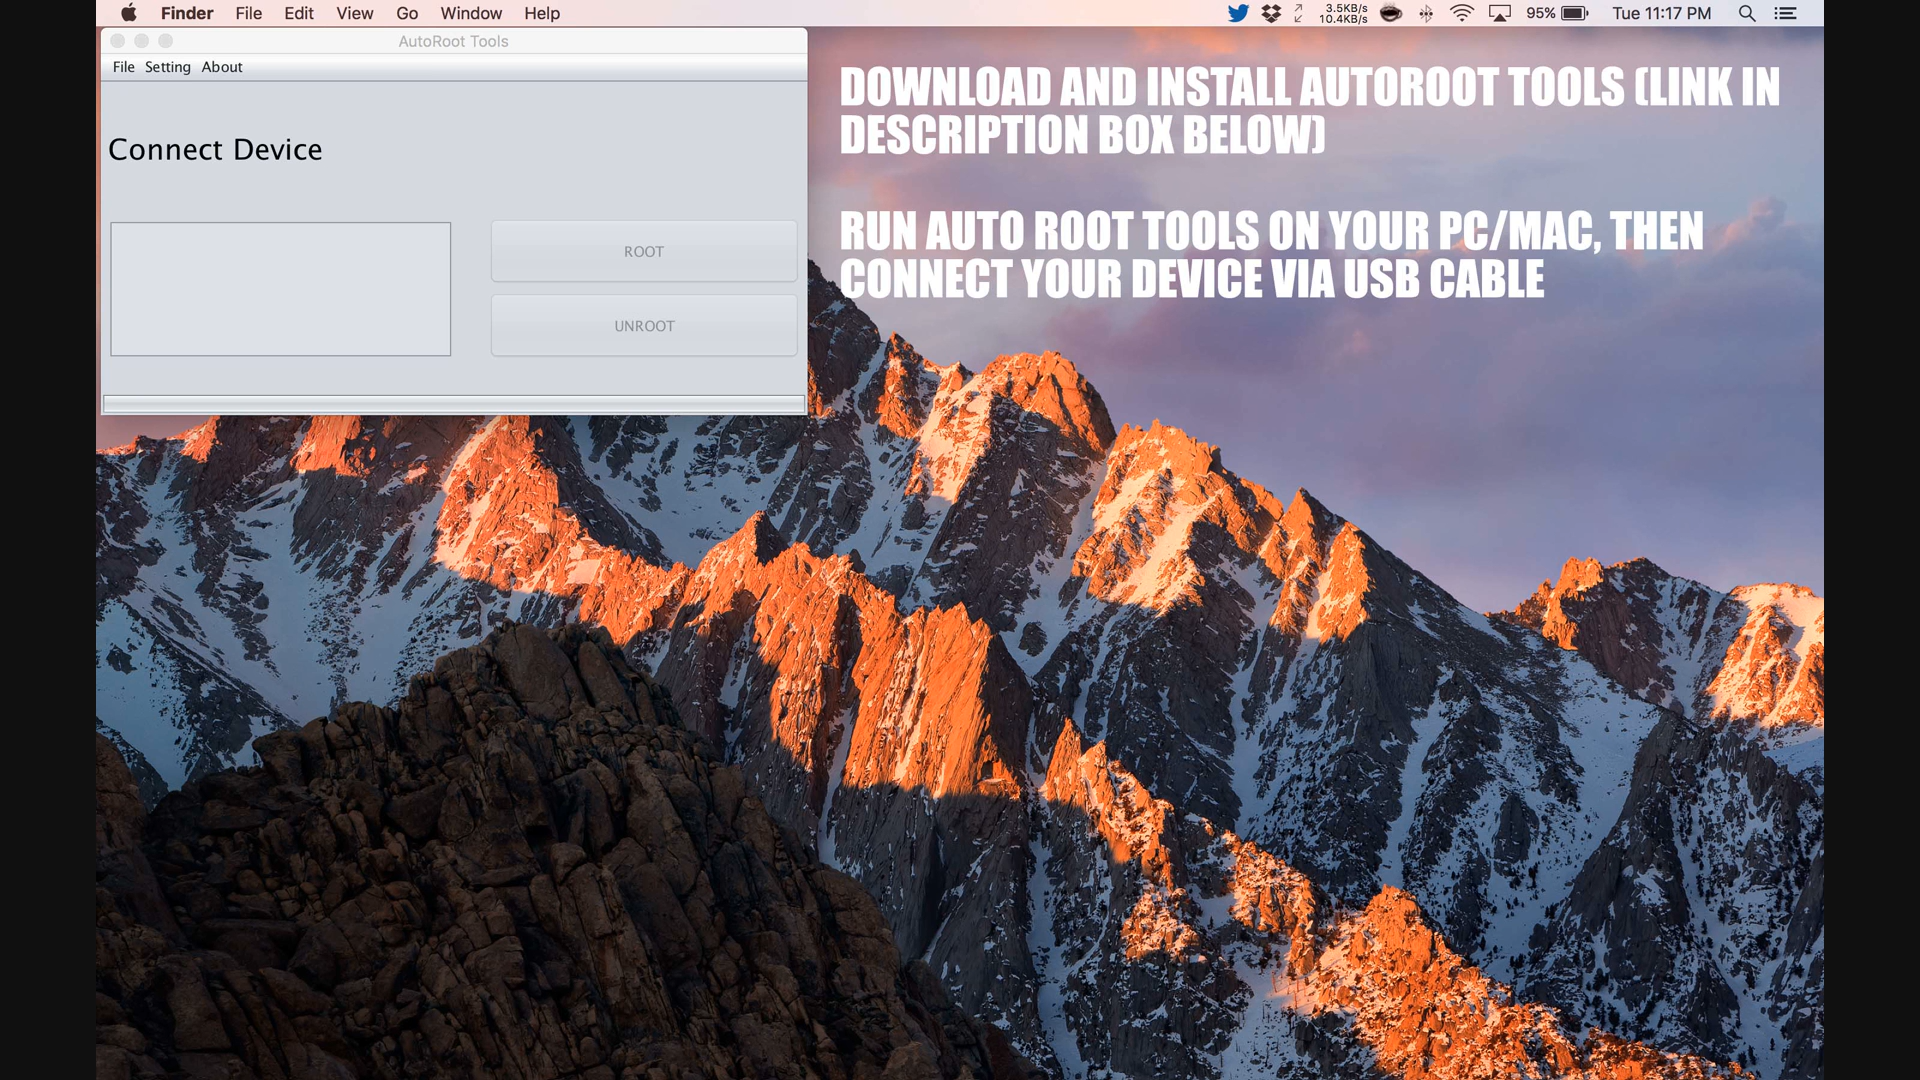 Finder File Edit View Go Window Help 3.5KB/s 10.4KB/s 95% Tue 11:17 PM
AutoRoot Tools
File Setting About
Connect Device
ROOT
UNROOT
DOWNLOAD AND INSTALL AUTOROOT TOOLS (LINK IN
DESCRIPTION BOX BELOW)
RUN AUTO ROOT TOOLS ON YOUR PC/MAC, THEN
CONNECT YOUR DEVICE VIA USB CABLE